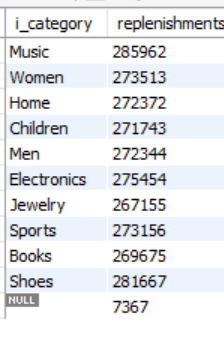 i_category replenishments
Music 285962
Women 273513
Home 272372
Children 271743
Men 272344
Electronics 275454
Jewelry 267155
Sports 273156
Books 269675
Shoes 281667
NULL 7367